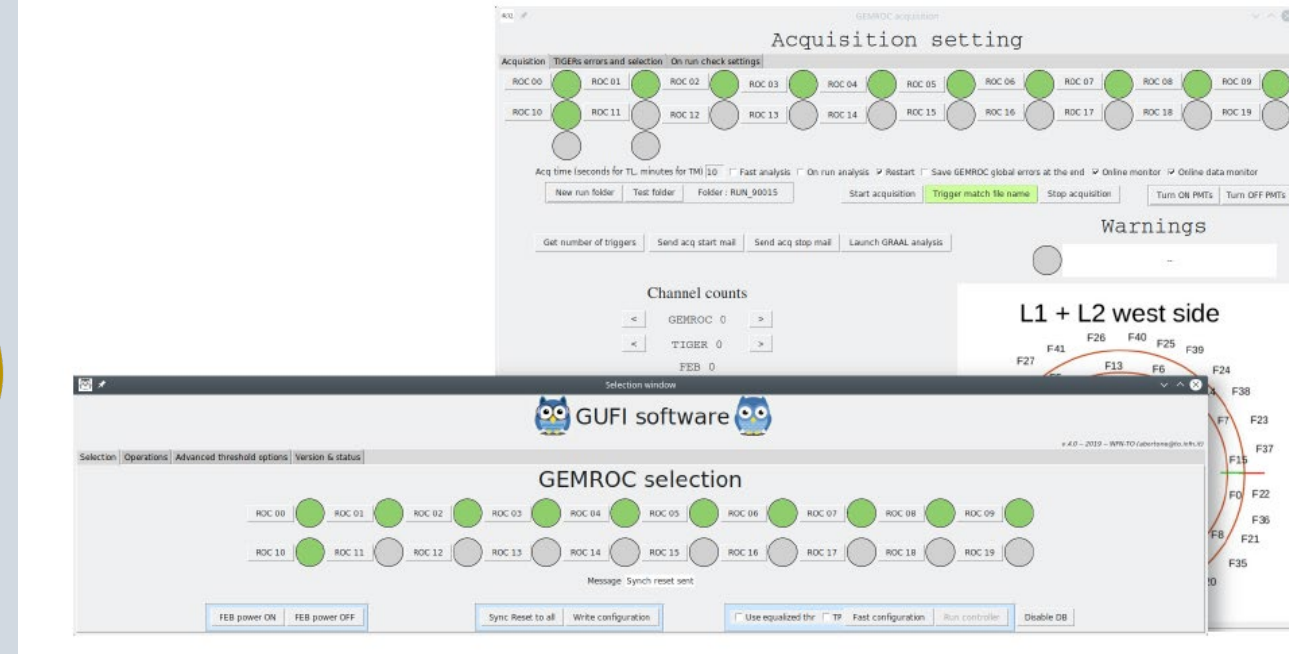 GEMROC acquisition
Acquisition setting
Acquisition TIGERs errors and selection On run check settings
ROC 00 ROC 01 ROC 02 ROC 03 ROC 04 ROC 05 ROC 06 ROC 07 ROC 08 ROC 09
ROC 10 ROC 11 ROC 12 ROC 13 ROC 14 ROC 15 ROC 16 ROC 17 ROC 18 ROC 19
Acq time (seconds for TL, minutes for TM) 10 Fast analysis On run analysis Restart Save GEMROC global errors at the end Online monitor Online data monitor
New run folder Test folder Folder : RUN_90015 Start acquisition Trigger match file name Stop acquisition Turn ON PMTs Turn OFF PMTs
Warnings
Get number of triggers Send acq start mail Send acq stop mail Launch GRAAL analysis
-
Channel counts
< GEMROC 0 >
< TIGER 0 >
FEB 0
L1 + L2 west side
F26 F40
F41 F25 F39
F27 F13 F6 F24
F38
F7 F23
F37
F15
F0 F22
F36
F8 F21
F35
Selection window
GUFI software
Selection Operations Advanced threshold options Version & status
GEMROC selection
ROC 00 ROC 01 ROC 02 ROC 03 ROC 04 ROC 05 ROC 06 ROC 07 ROC 08 ROC 09
ROC 10 ROC 11 ROC 12 ROC 13 ROC 14 ROC 15 ROC 16 ROC 17 ROC 18 ROC 19
Message Synch reset sent
FEB power ON FEB power OFF Sync Reset to all Write configuration Use equalized thr TP Fast configuration Run controller Disable DB